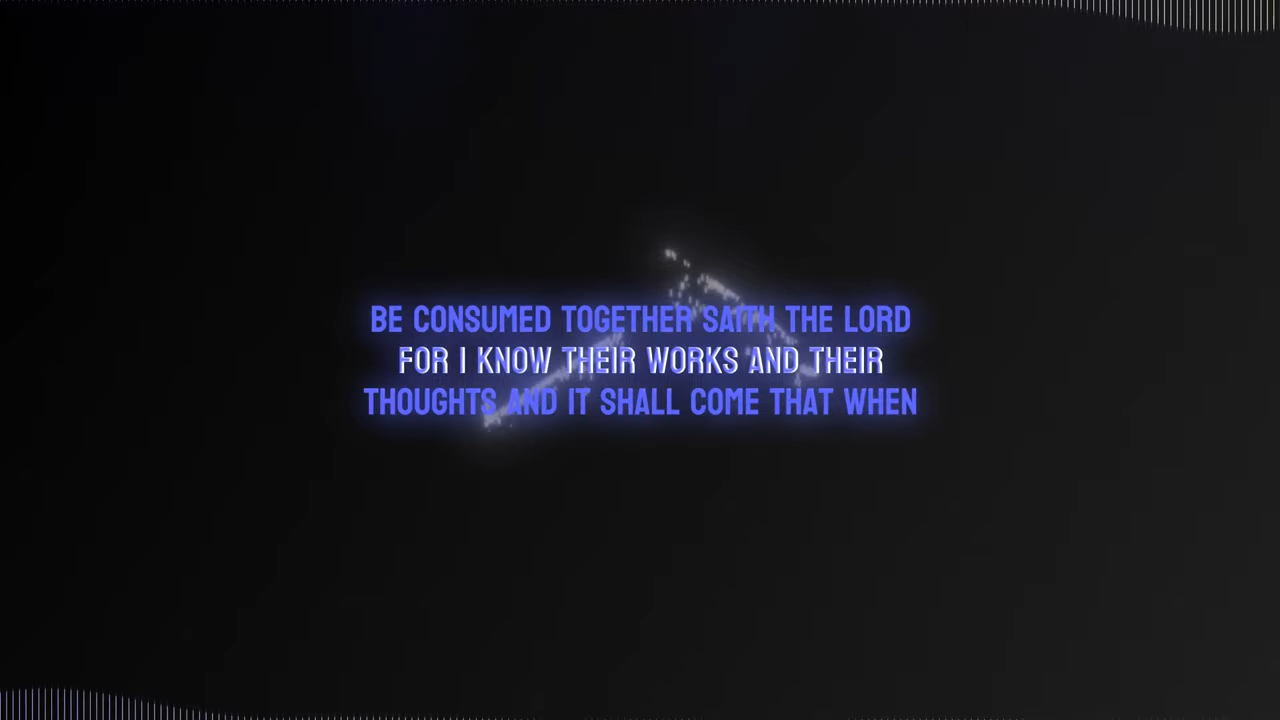 BE CONSUMED TOGETHER SAITH THE LORD
FOR I KNOW THEIR WORKS AND THEIR
THOUGHTS AND IT SHALL COME THAT WHEN